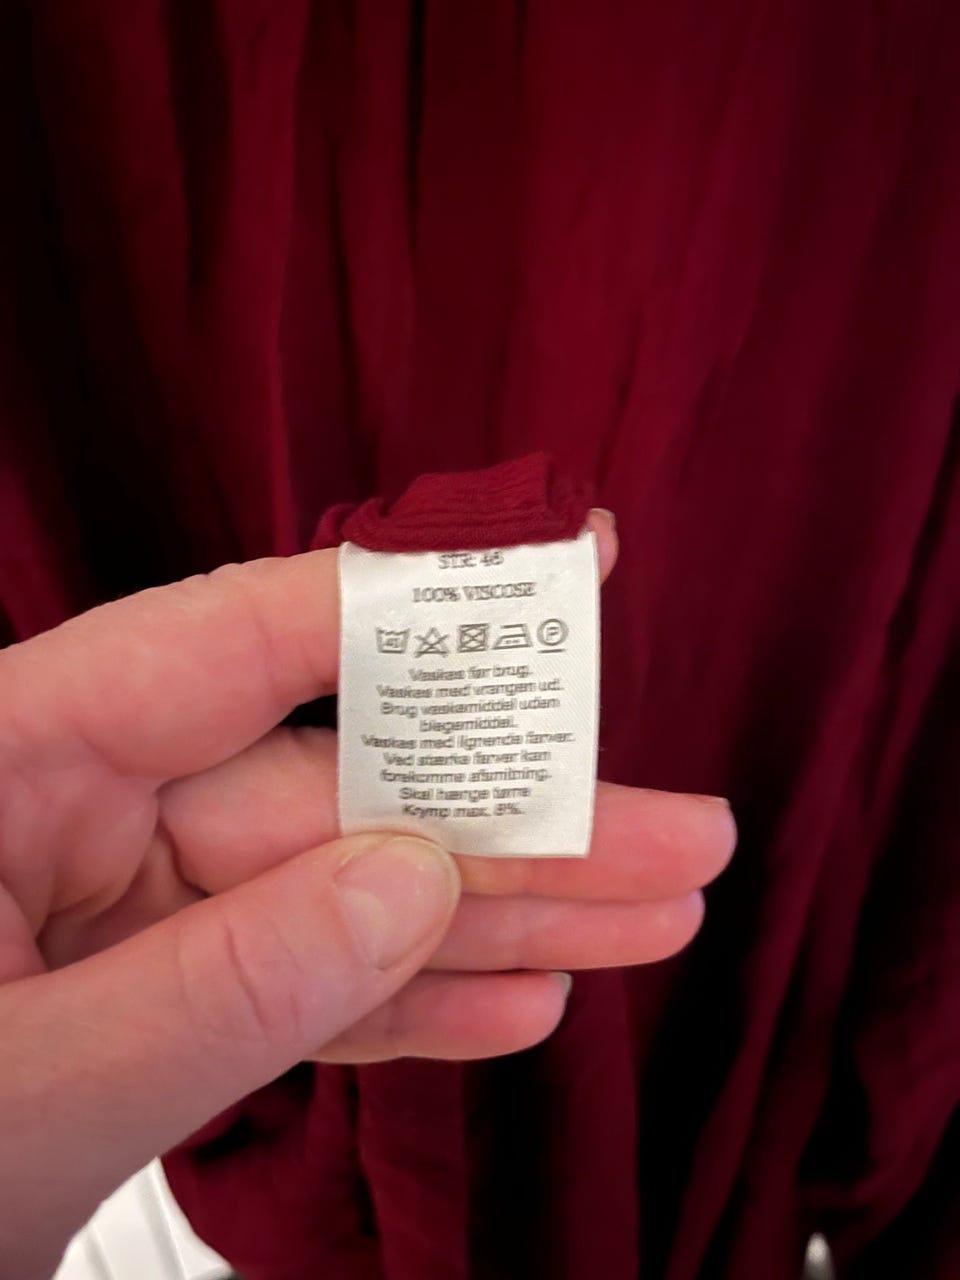 STR: 46
100% VISCOSE
P
Vaskes før brug.
Vaskes med vrangen ud.
Brug vaskemiddel uden
blegemiddel.
Vaskes med lignende farver.
Ved stærke farver kan
forekomme afsmitning.
Skal hænge tørre
Krymp max. 8%.